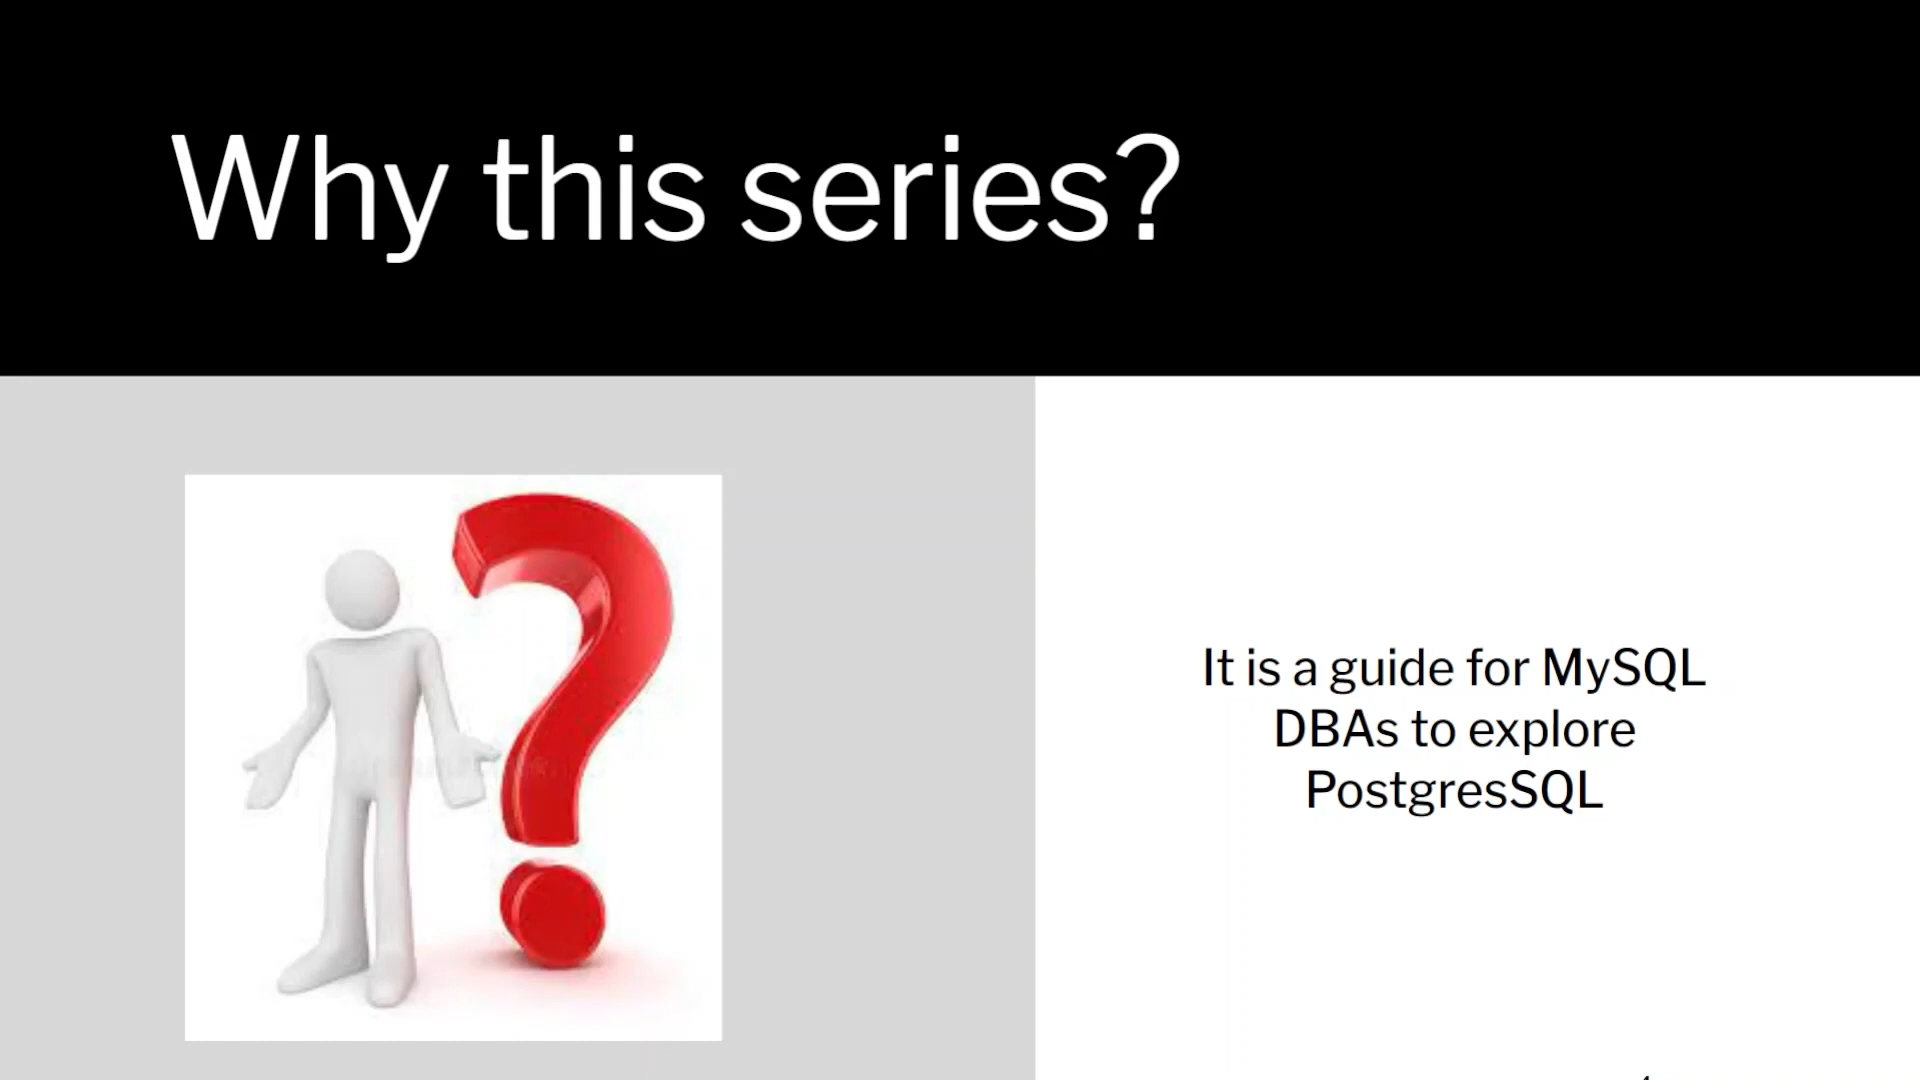 Why this series?
It is a guide for MySQL
DBAs to explore
PostgresSQL